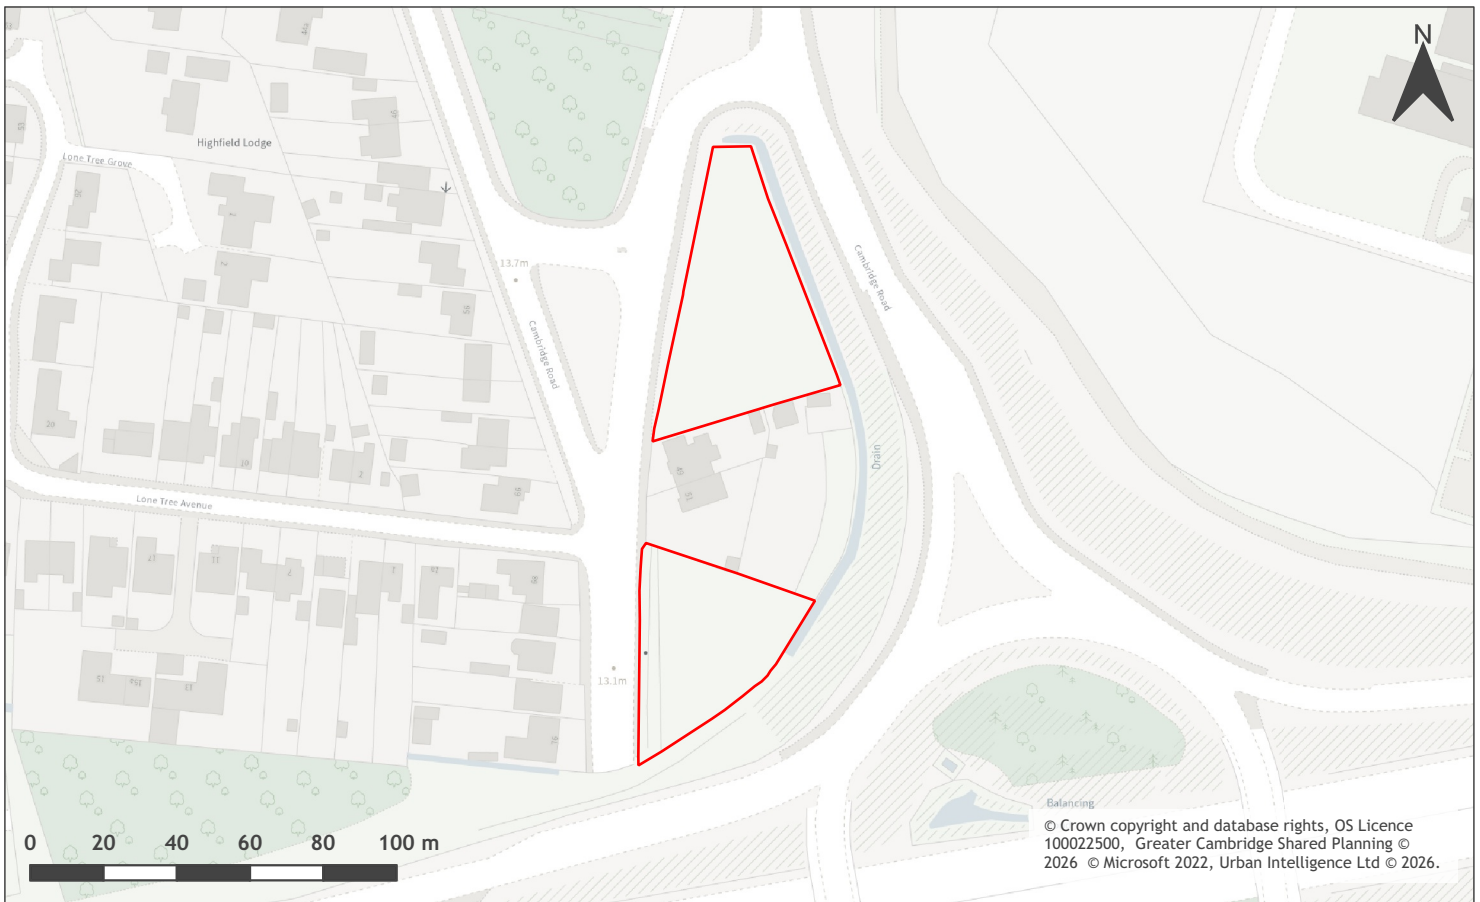 N
Highfield Lodge
Lone Tree Grove
Cambridge Road
13.7m
Cambridge Road
Drain
Lone Tree Avenue
13.1m
Balancing
0 20 40 60 80 100 m
© Crown copyright and database rights, OS Licence
100022500, Greater Cambridge Shared Planning ©
2026 © Microsoft 2022, Urban Intelligence Ltd © 2026.